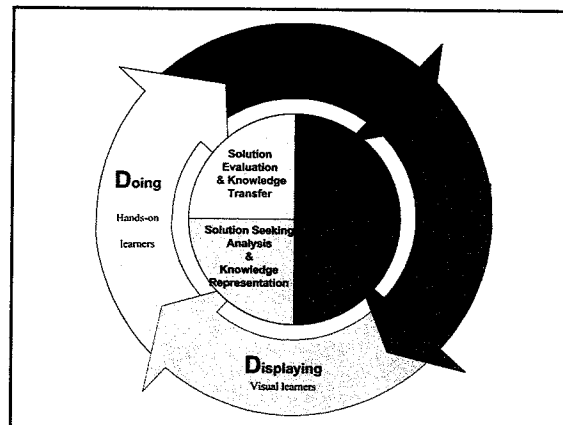 Doing
Hands-on
learners
Solution
Evaluation
& Knowledge
Transfer
Solution Seeking
Analysis
&
Knowledge
Representation
Displaying
Visual learners